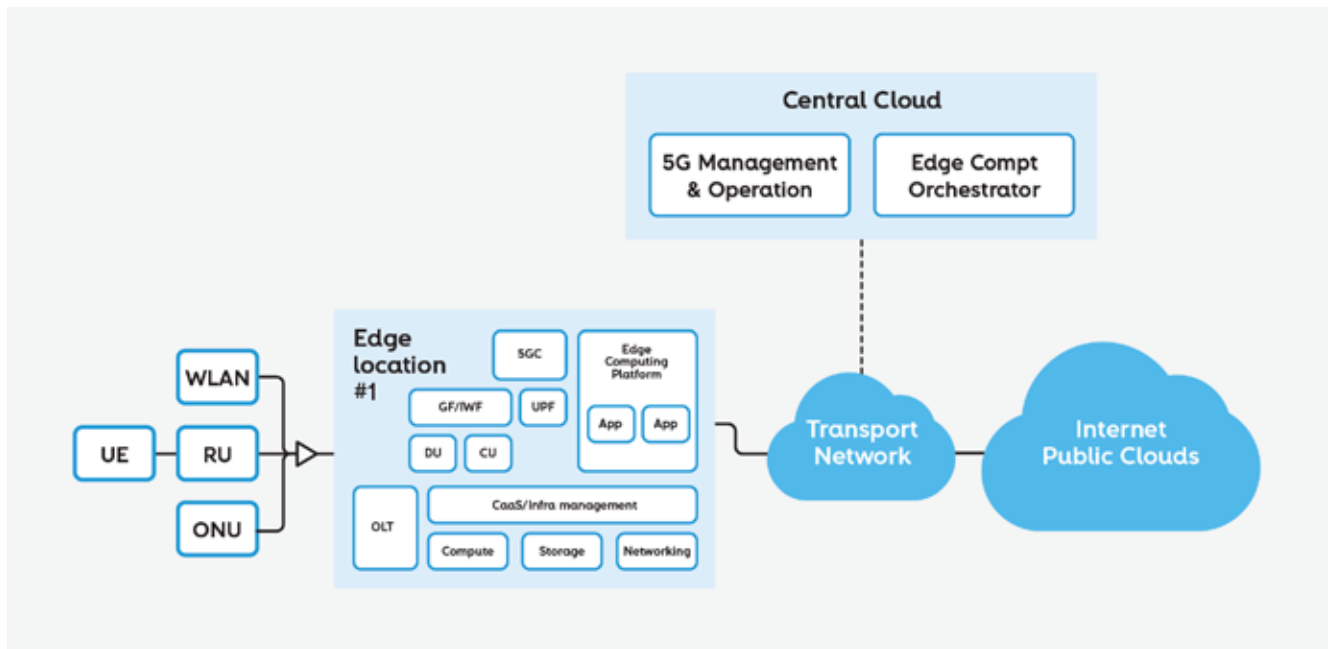 Central Cloud
5G Management
& Operation
Edge Compt
Orchestrator
Edge
location
#1
5GC
Edge
Computing
Platform
GF/IWF
UPF
App
App
DU
CU
OLT
CaaS/Infra management
Compute
Storage
Networking
WLAN
UE
RU
ONU
Transport
Network
Internet
Public Clouds